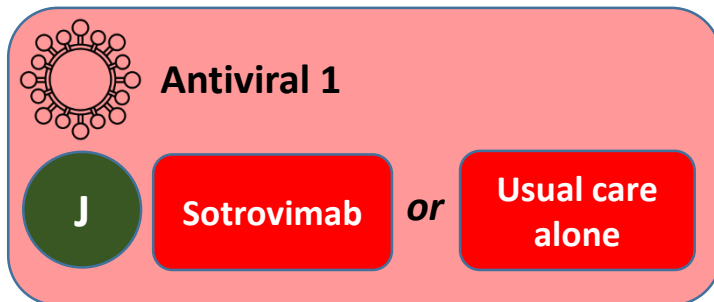 Antiviral 1
J
Sotrovimab
or
Usual care
alone